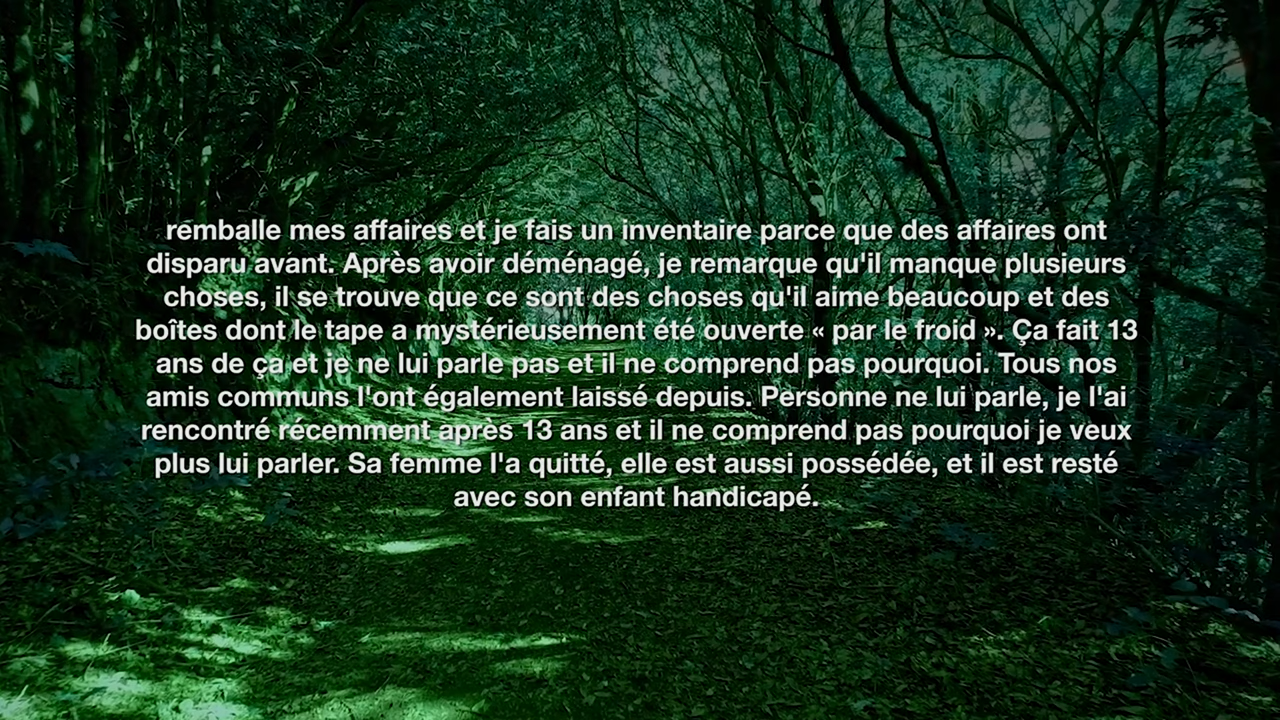 remballe mes affaires et je fais un inventaire parce que des affaires ont
disparu avant. Après avoir déménagé, je remarque qu'il manque plusieurs
choses, il se trouve que ce sont des choses qu'il aime beaucoup et des
boîtes dont le tape a mystérieusement été ouverte « par le froid ». Ça fait 13
ans de ça et je ne lui parle pas et il ne comprend pas pourquoi. Tous nos
amis communs l'ont également laissé depuis. Personne ne lui parle, je l'ai
rencontré récemment après 13 ans et il ne comprend pas pourquoi je veux
plus lui parler. Sa femme l'a quitté, elle est aussi possédée, et il est resté
avec son enfant handicapé.